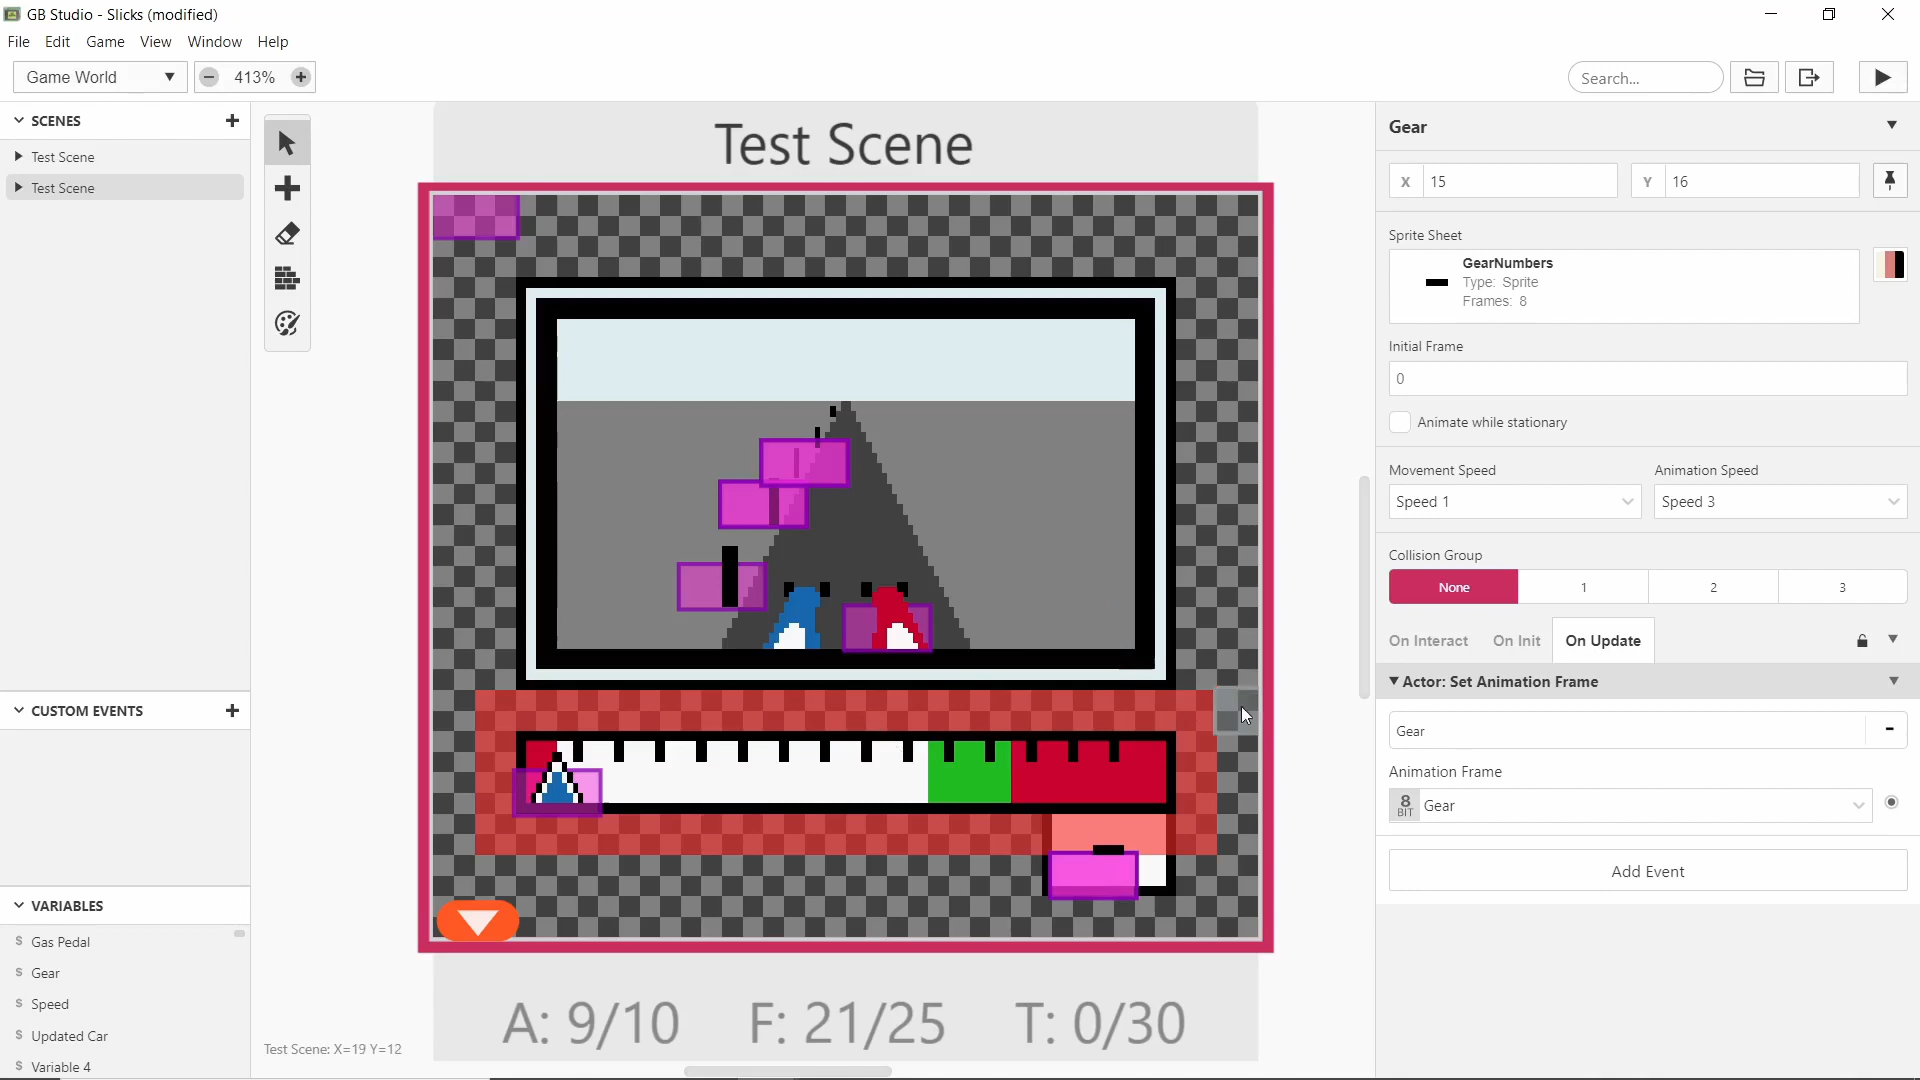 GB Studio - Slicks (modified)
File Edit Game View Window Help
Game World 413% Search...
SCENES
Test Scene
Test Scene
CUSTOM EVENTS
VARIABLES
$ Gas Pedal
$ Gear
$ Speed
$ Updated Car
$ Variable 4
Test Scene
A: 9/10 F: 21/25 T: 0/30
Test Scene: X=19 Y=12
Gear
X 15 Y 16
Sprite Sheet
GearNumbers
Type: Sprite
Frames: 8
Initial Frame
0
Animate while stationary
Movement Speed Animation Speed
Speed 1 Speed 3
Collision Group
None 1 2 3
On Interact On Init On Update
Actor: Set Animation Frame
Gear
Animation Frame
8 BIT Gear
Add Event